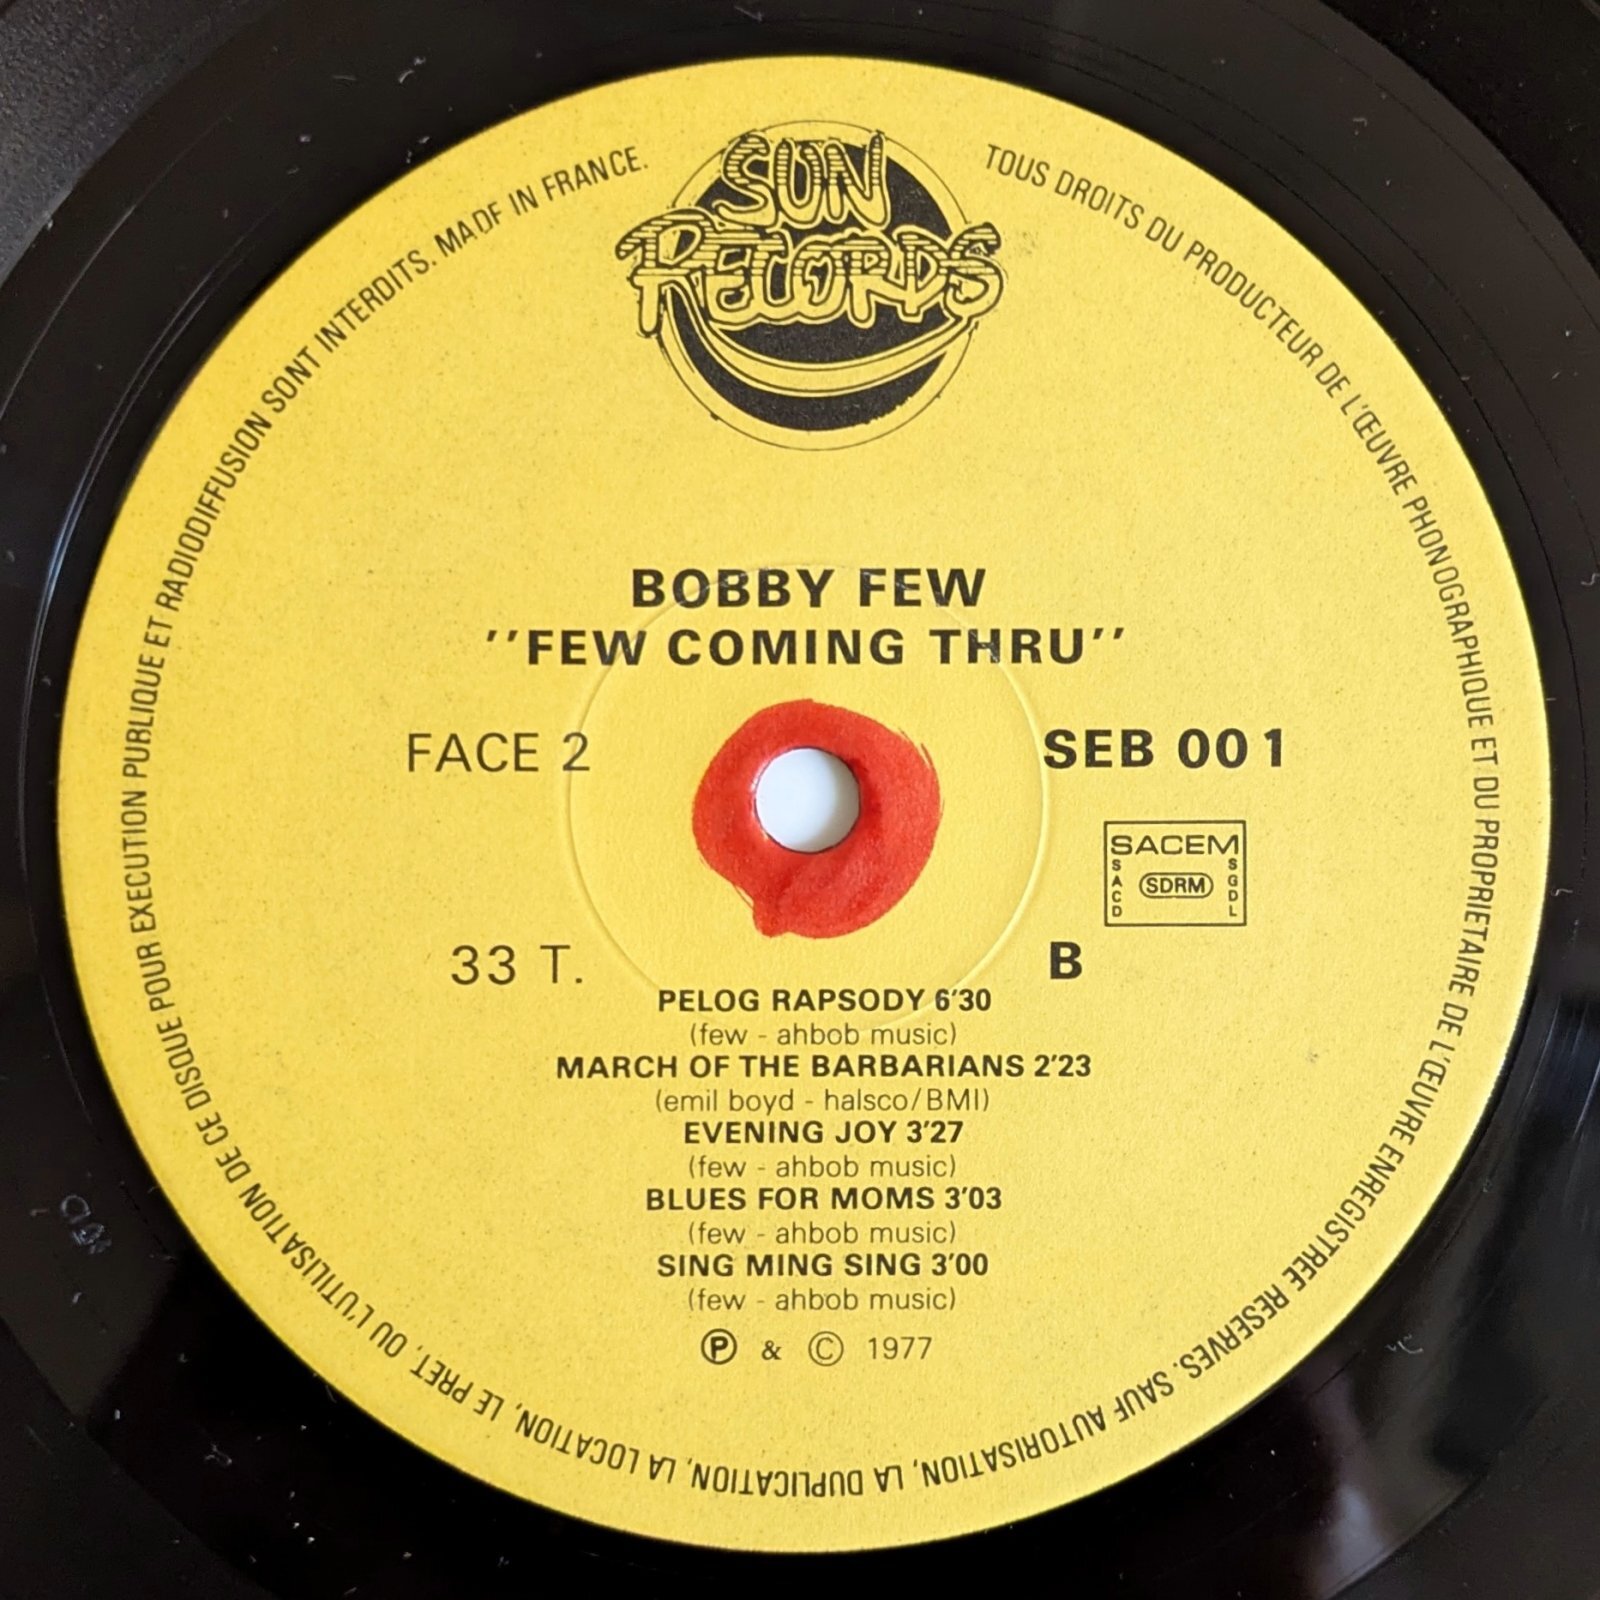 SUN
RECORDS
TOUS DROITS DU PRODUCTEUR DE L'ŒUVRE PHONOGRAPHIQUE ET DU PROPRIETAIRE DE L'ŒUVRE ENREGISTREE RESERVES. SAUF AUTORISATION, LA DUPLICATION, LA LOCATION, LE PRET, OU L'UTILISATION DE CE DISQUE POUR EXECUTION PUBLIQUE ET RADIODIFFUSION SONT INTERDITS. MADE IN FRANCE.
BOBBY FEW
''FEW COMING THRU''
FACE 2
SEB 001
SACEM
SACD
SDRM
SGDL
33 T.
B
PELOG RAPSODY 6'30
(few - ahbob music)
MARCH OF THE BARBARIANS 2'23
(emil boyd - halsco/BMI)
EVENING JOY 3'27
(few - ahbob music)
BLUES FOR MOMS 3'03
(few - ahbob music)
SING MING SING 3'00
(few - ahbob music)
Ⓟ & © 1977